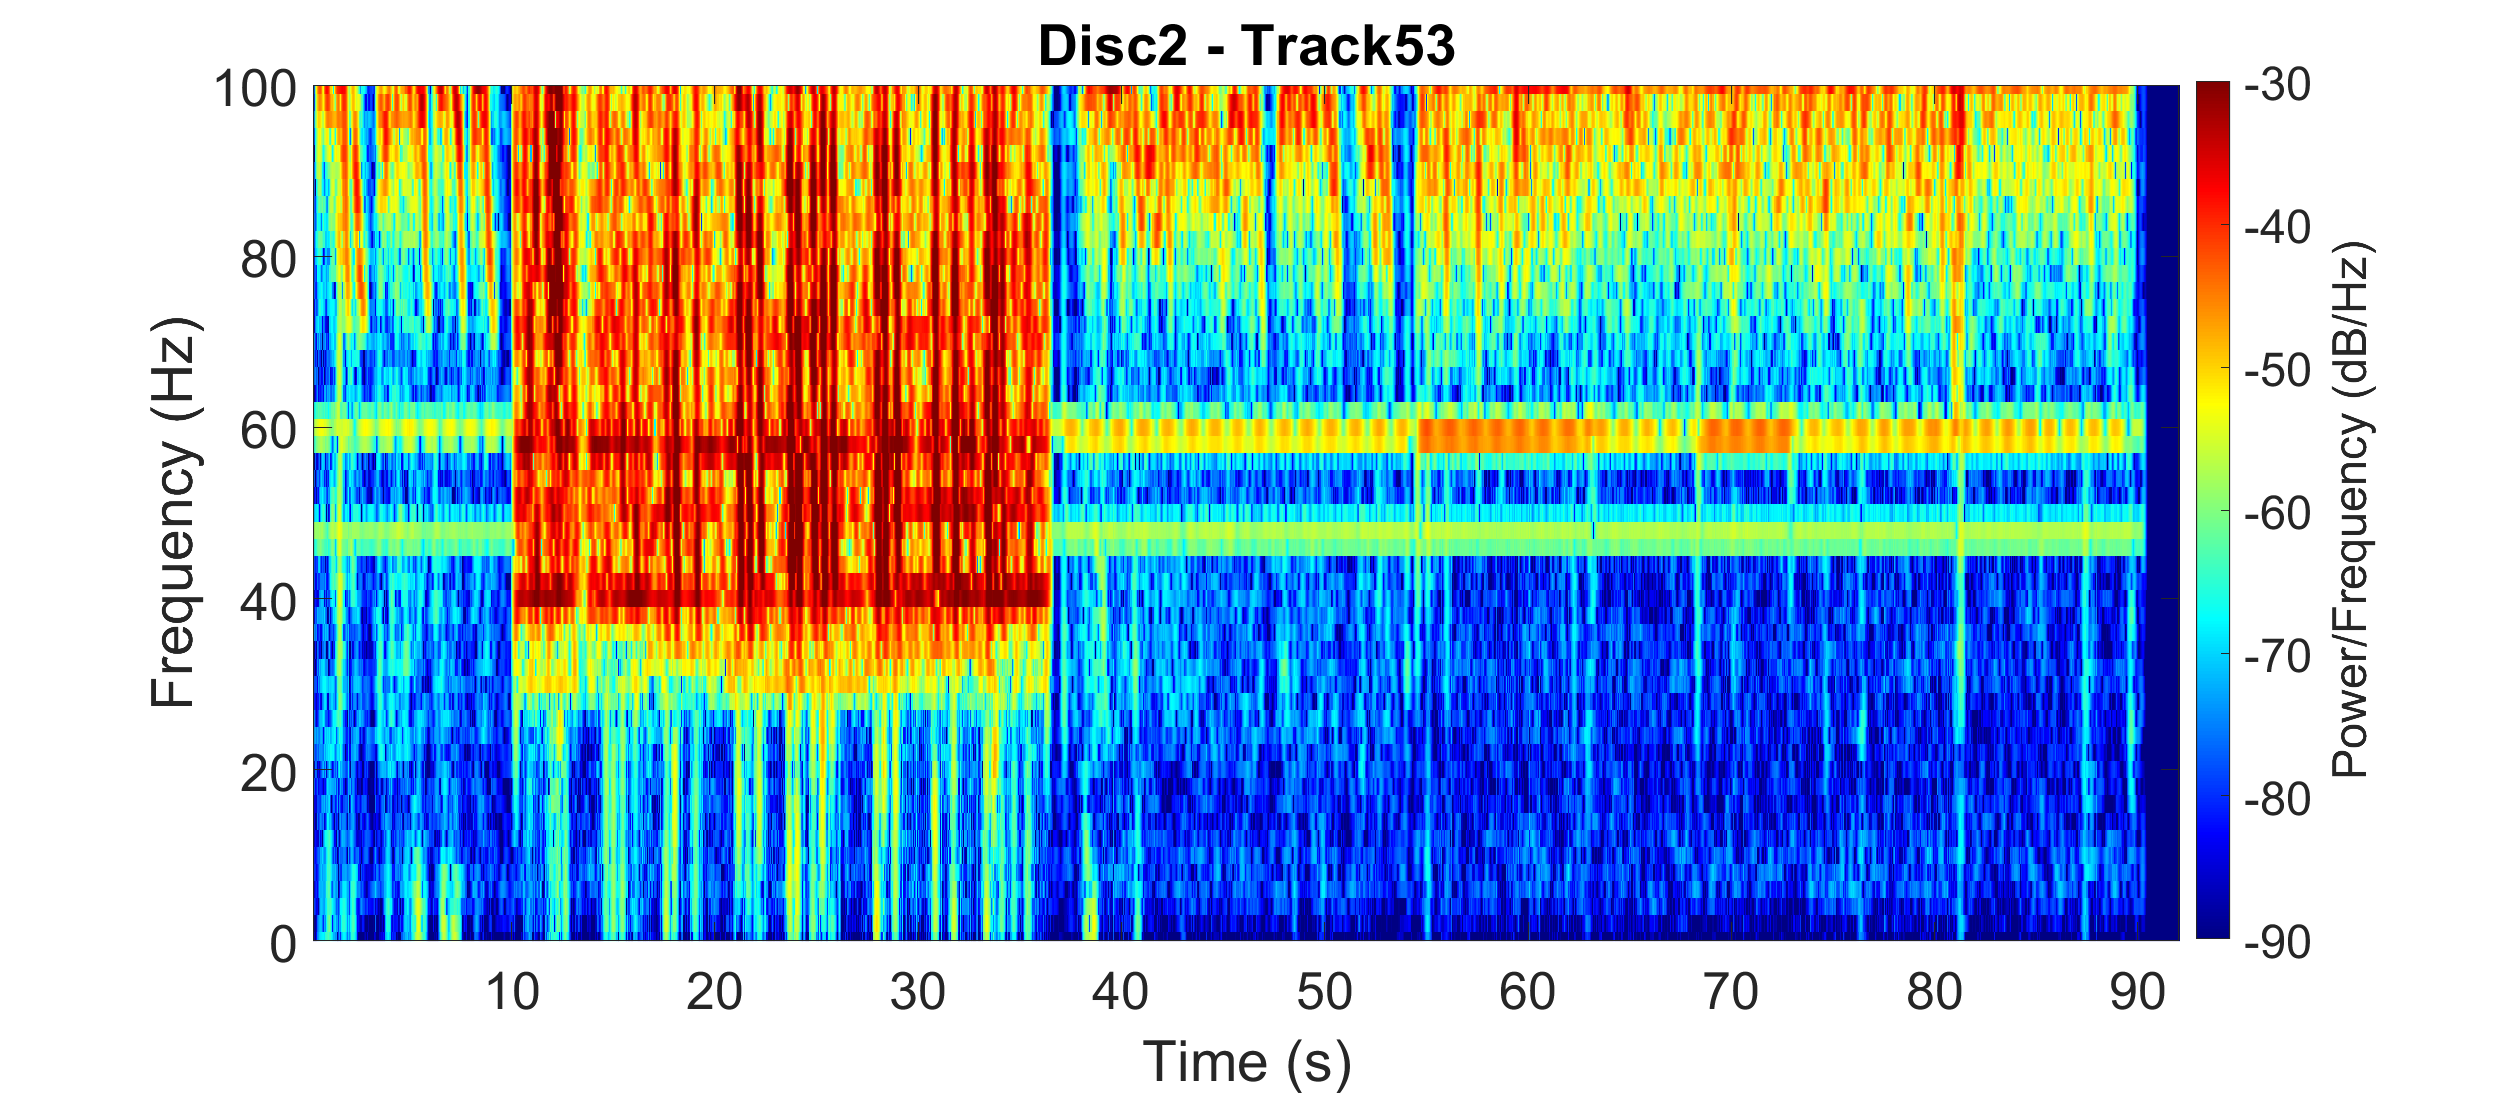 Disc2 - Track53
100
80
60
40
20
0
Frequency (Hz)
10 20 30 40 50 60 70 80 90
Time (s)
-30
-40
-50
-60
-70
-80
-90
Power/Frequency (dB/Hz)